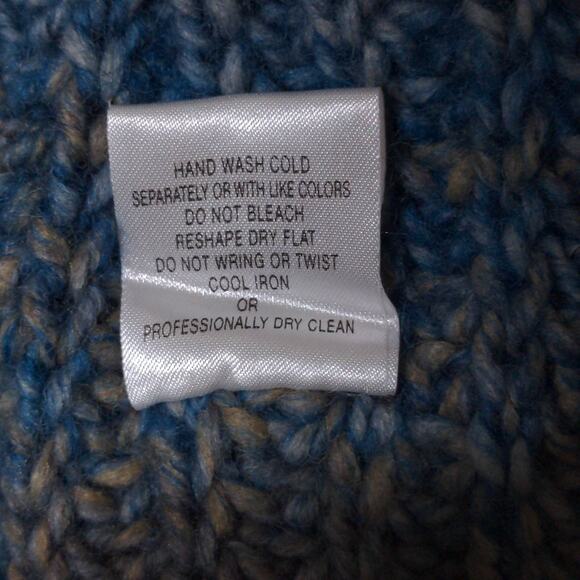 HAND WASH COLD
SEPARATELY OR WITH LIKE COLORS
DO NOT BLEACH
RESHAPE DRY FLAT
DO NOT WRING OR TWIST
COOL IRON
OR
PROFESSIONALLY DRY CLEAN